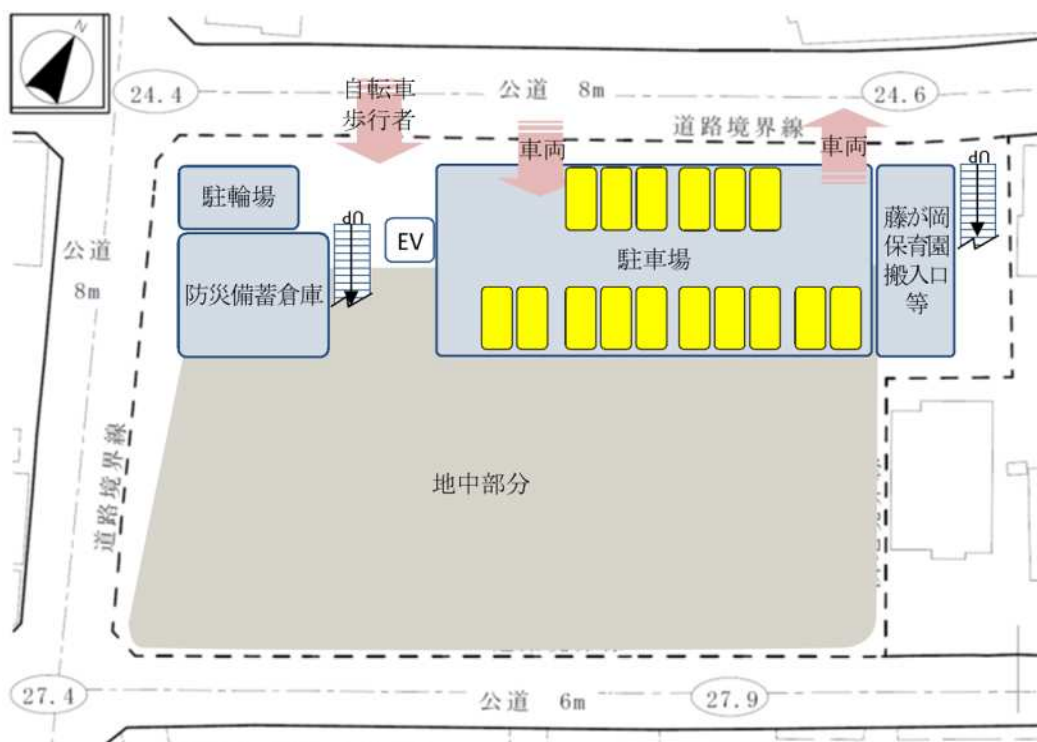 N
24.4
公道 8m
24.6
自転車
歩行者
道路境界線
車両
車両
駐輪場
UP
EV
駐車場
藤が岡
保育園
搬入口
等
UP
公道
8m
防災備蓄倉庫
道路境界線
地中部分
27.4
公道 6m
27.9